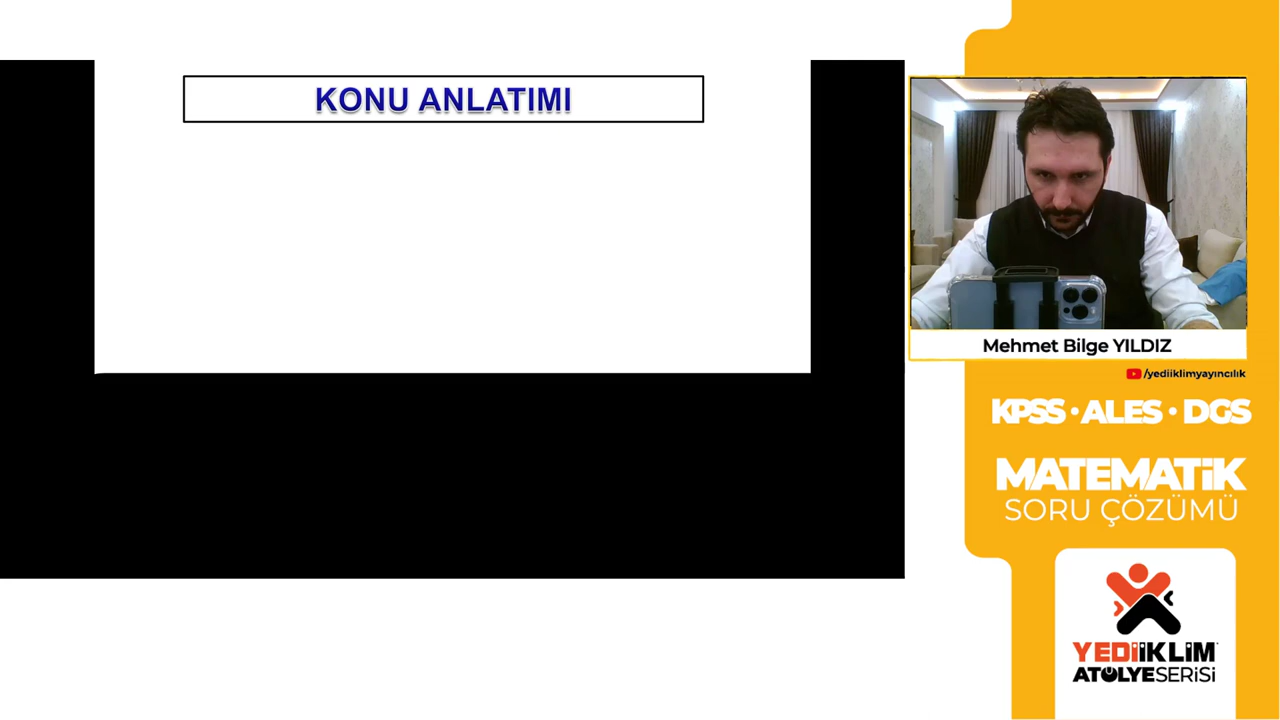 KONU ANLATIMI
Mehmet Bilge YILDIZ
/yediiklimyayıncılık
KPSS • ALES • DGS
MATEMATİK
SORU ÇÖZÜMÜ
YEDİİKLİM
ATÖLYESERİSİ